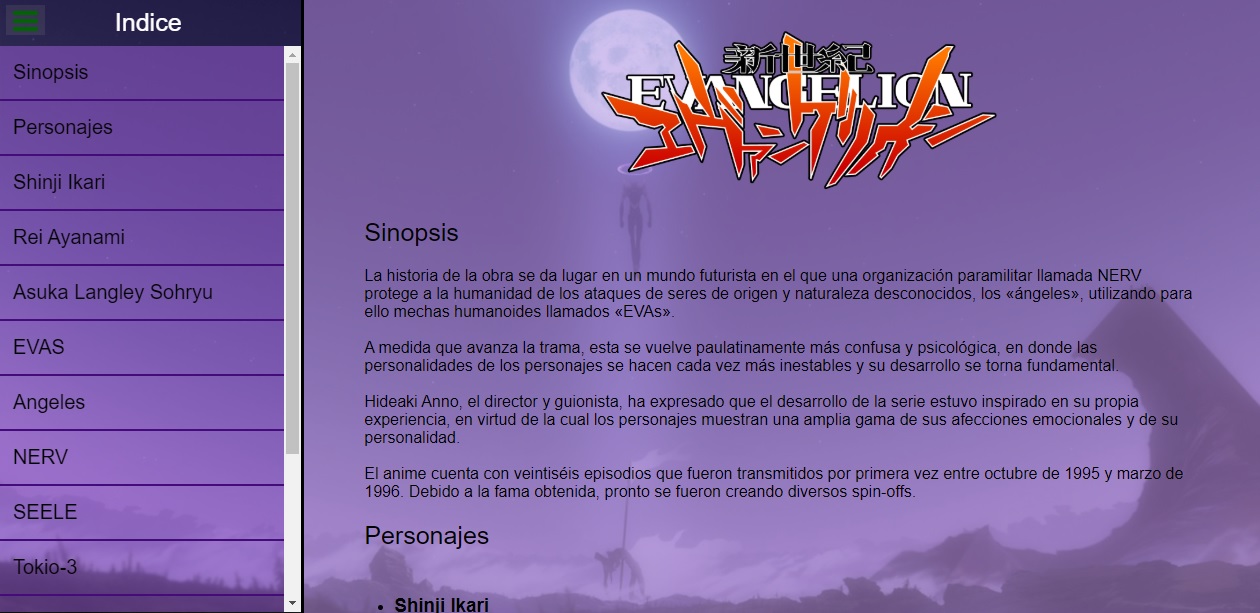 Indice
Sinopsis
Personajes
Shinji Ikari
Rei Ayanami
Asuka Langley Sohryu
EVAS
Angeles
NERV
SEELE
Tokio-3
新世紀
EVANGELION
エヴァンゲリオン
Sinopsis
La historia de la obra se da lugar en un mundo futurista en el que una organización paramilitar llamada NERV
protege a la humanidad de los ataques de seres de origen y naturaleza desconocidos, los «ángeles», utilizando para
ello mechas humanoides llamados «EVAs».
A medida que avanza la trama, esta se vuelve paulatinamente más confusa y psicológica, en donde las
personalidades de los personajes se hacen cada vez más inestables y su desarrollo se torna fundamental.
Hideaki Anno, el director y guionista, ha expresado que el desarrollo de la serie estuvo inspirado en su propia
experiencia, en virtud de la cual los personajes muestran una amplia gama de sus afecciones emocionales y de su
personalidad.
El anime cuenta con veintiséis episodios que fueron transmitidos por primera vez entre octubre de 1995 y marzo de
1996. Debido a la fama obtenida, pronto se fueron creando diversos spin-offs.
Personajes
• Shinji Ikari